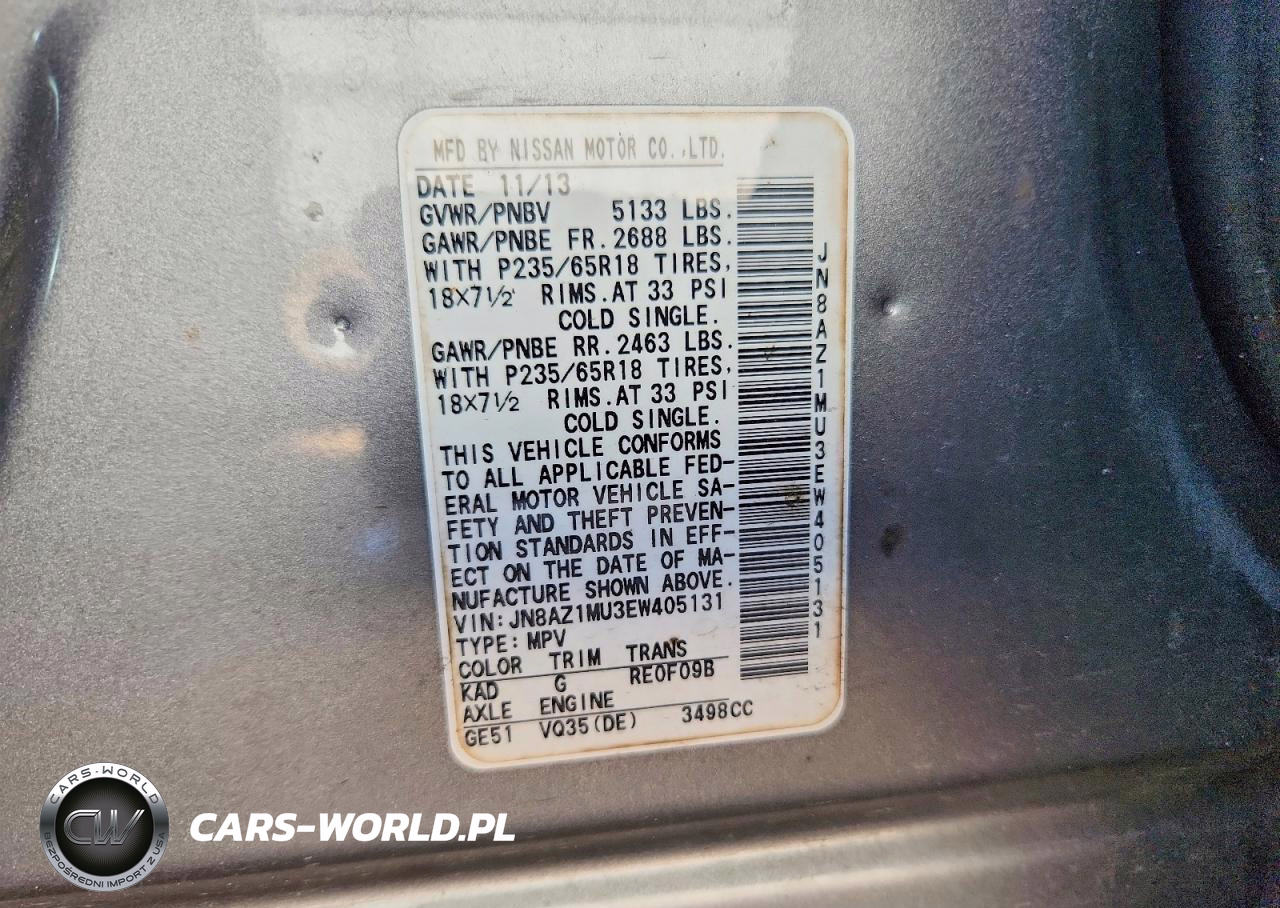 MFD BY NISSAN MOTOR CO.,LTD.
DATE 11/13
GVWR/PNBV 5133 LBS.
GAWR/PNBE FR. 2688 LBS.
WITH P235/65R18 TIRES,
18X7½ RIMS. AT 33 PSI
COLD SINGLE.
GAWR/PNBE RR. 2463 LBS.
WITH P235/65R18 TIRES,
18X7½ RIMS. AT 33 PSI
COLD SINGLE.
THIS VEHICLE CONFORMS
TO ALL APPLICABLE FED-
ERAL MOTOR VEHICLE SA-
FETY AND THEFT PREVEN-
TION STANDARDS IN EFF-
ECT ON THE DATE OF MA-
NUFACTURE SHOWN ABOVE.
VIN: JN8AZ1MU3EW405131
TYPE: MPV
COLOR TRIM TRANS
KAD G RE0F09B
AXLE ENGINE
GE51 VQ35(DE) 3498CC
JN8AZ1MU3EW405131
CARS-WORLD
CW
BEZPOŚREDNI IMPORT Z USA
CARS-WORLD.PL